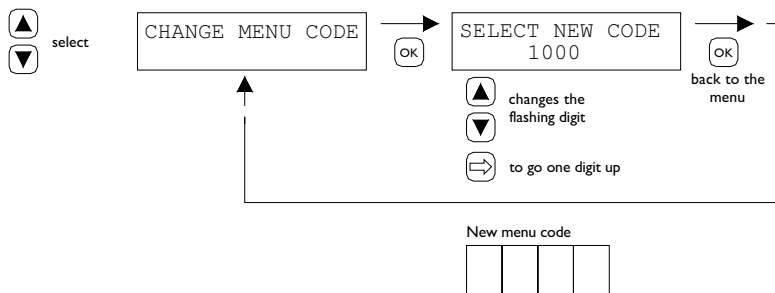 select
CHANGE MENU CODE
OK
SELECT NEW CODE
1000
OK
back to the
menu
changes the
flashing digit
to go one digit up
New menu code